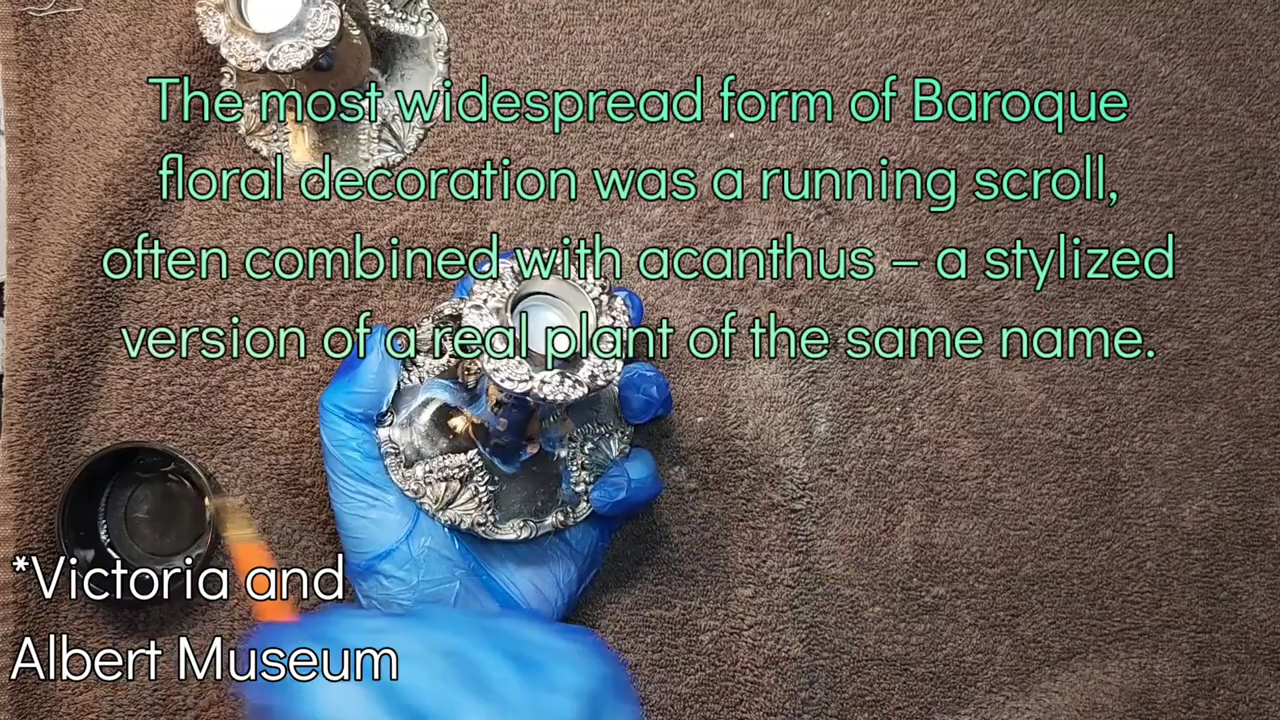 The most widespread form of Baroque
floral decoration was a running scroll,
often combined with acanthus – a stylized
version of a real plant of the same name.
*Victoria and
Albert Museum